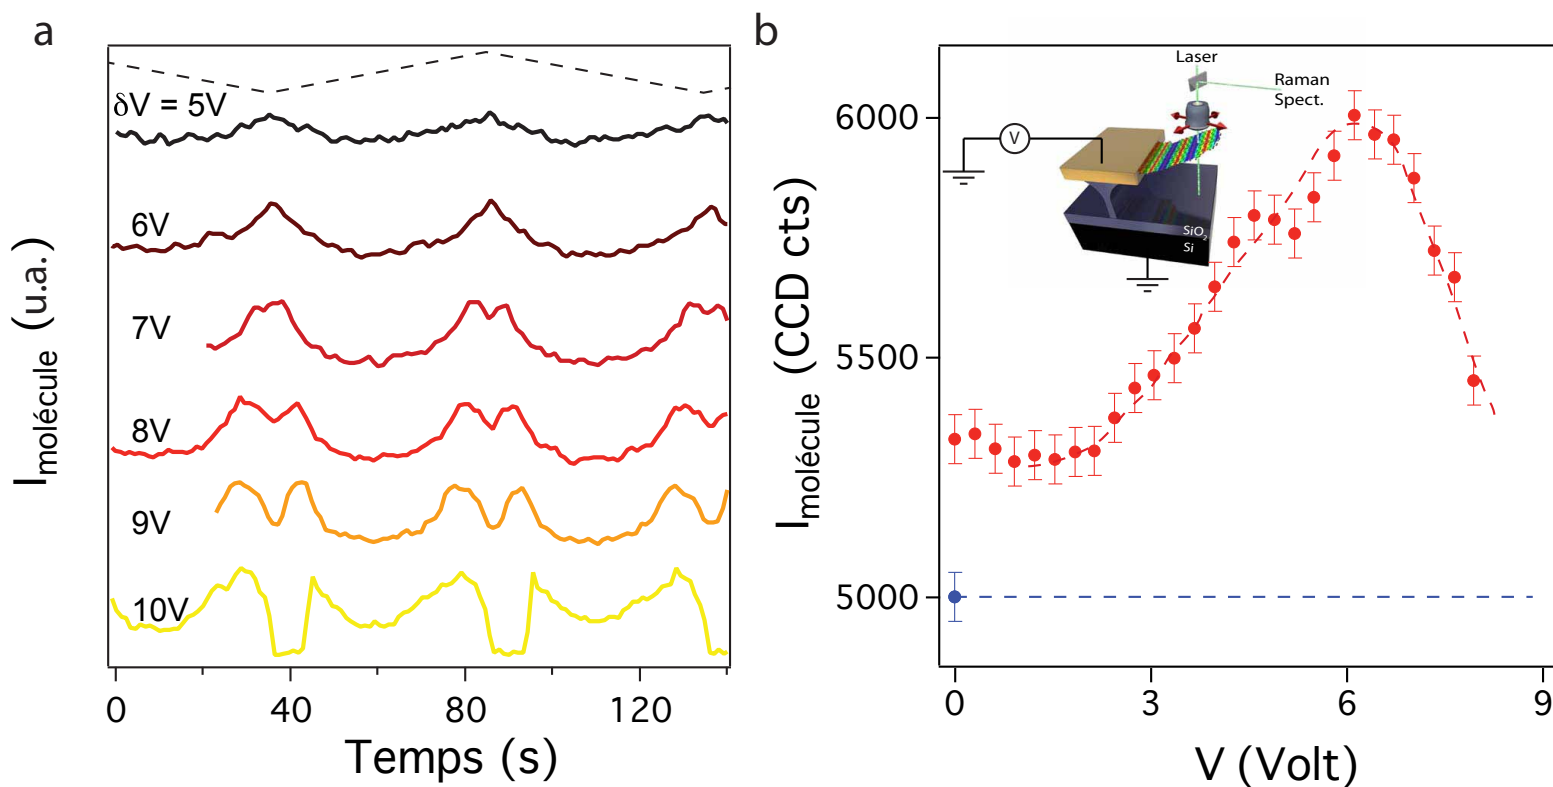 a
δV = 5V
6V
7V
8V
9V
10V
Imolécule (u.a.)
0
40
80
120
Temps (s)
b
6000
5500
5000
Imolécule (CCD cts)
0
3
6
9
V (Volt)
Laser
Raman
Spect.
V
SiO2
Si